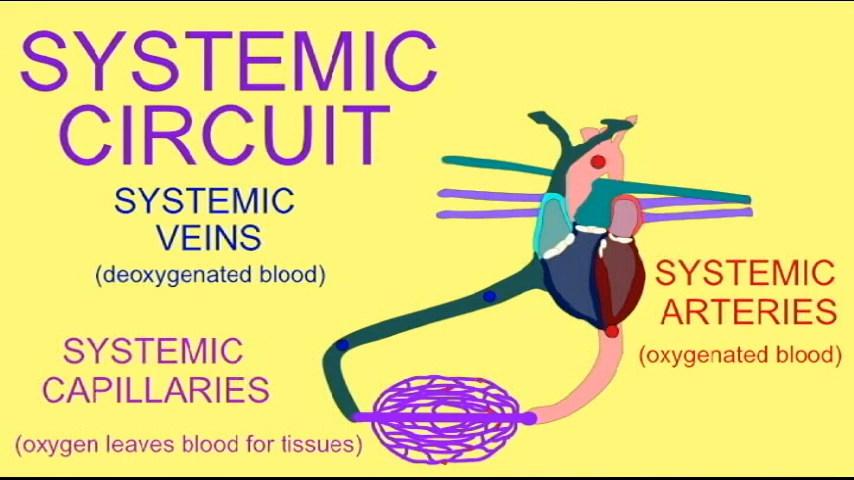 SYSTEMIC
CIRCUIT
SYSTEMIC
VEINS
(deoxygenated blood)
SYSTEMIC
ARTERIES
(oxygenated blood)
SYSTEMIC
CAPILLARIES
(oxygen leaves blood for tissues)